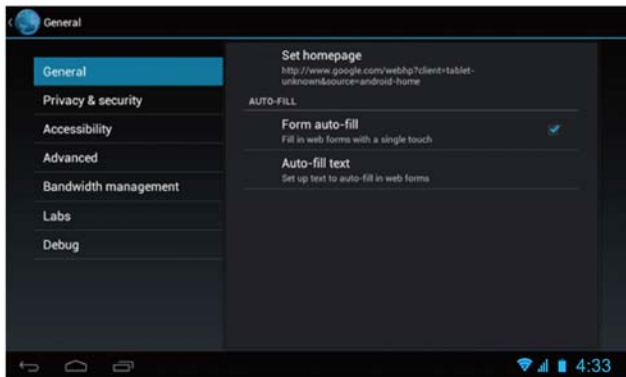 General
General
Privacy & security
Accessibility
Advanced
Bandwidth management
Labs
Debug
Set homepage
http://www.google.com/webhp?client=tablet-
unknown&source=android-home
AUTO-FILL
Form auto-fill
Fill in web forms with a single touch
Auto-fill text
Set up text to auto-fill in web forms
4:33